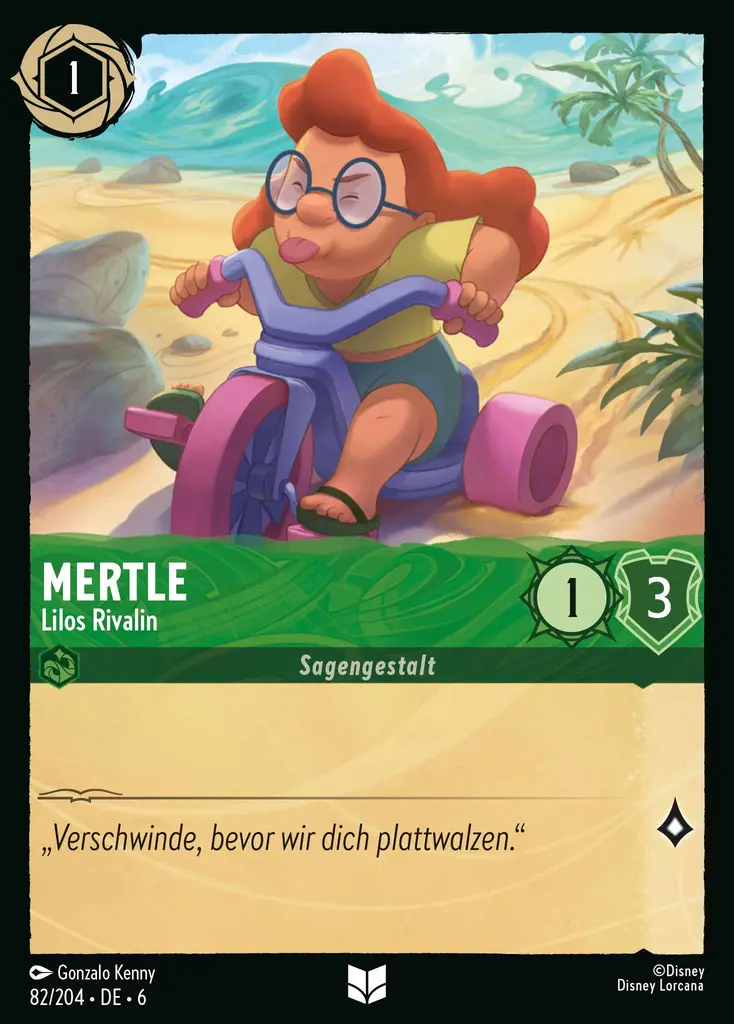 1
MERTLE
Lilos Rivalin
1
3
Sagengestalt
„Verschwinde, bevor wir dich plattwalzen.“
Gonzalo Kenny
©Disney
82/204 • DE • 6
Disney Lorcana